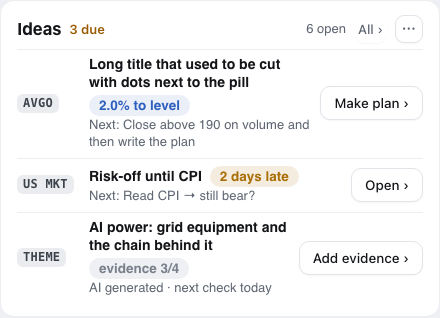 Ideas 3 due 6 open All › ···
Long title that used to be cut
with dots next to the pill
AVGO
2.0% to level
Make plan ›
Next: Close above 190 on volume and
then write the plan
US MKT
Risk-off until CPI 2 days late
Next: Read CPI → still bear?
Open ›
AI power: grid equipment and
the chain behind it
THEME
evidence 3/4
Add evidence ›
AI generated · next check today